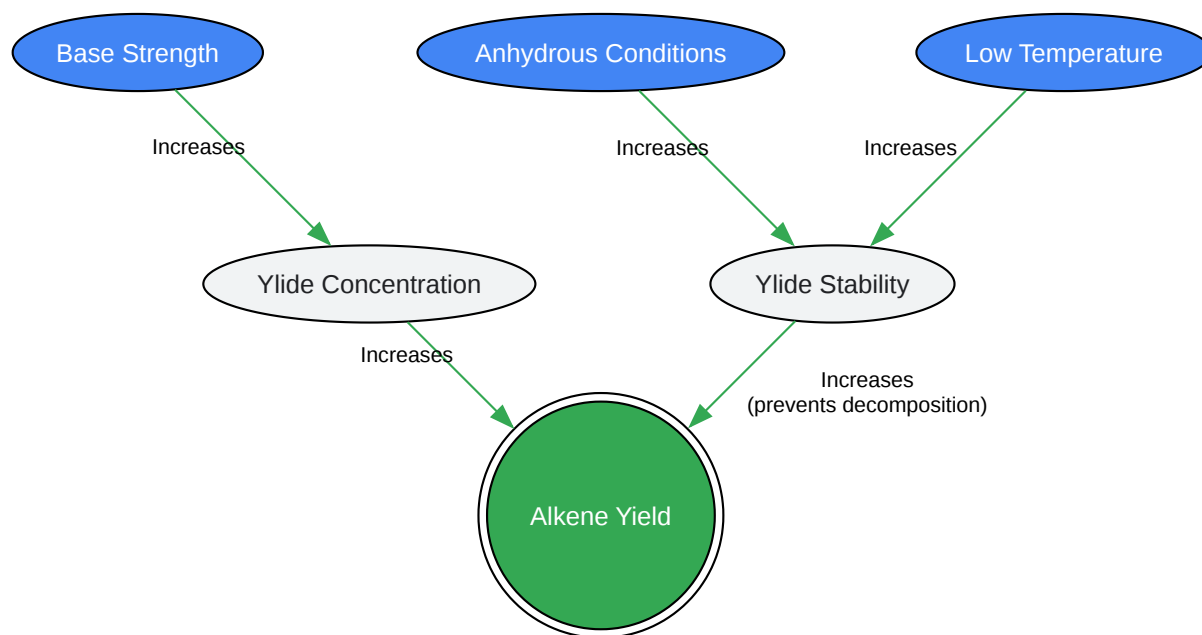 Base Strength
Anhydrous Conditions
Low Temperature
Increases
Increases
Increases
Ylide Concentration
Ylide Stability
Increases
Increases
(prevents decomposition)
Alkene Yield